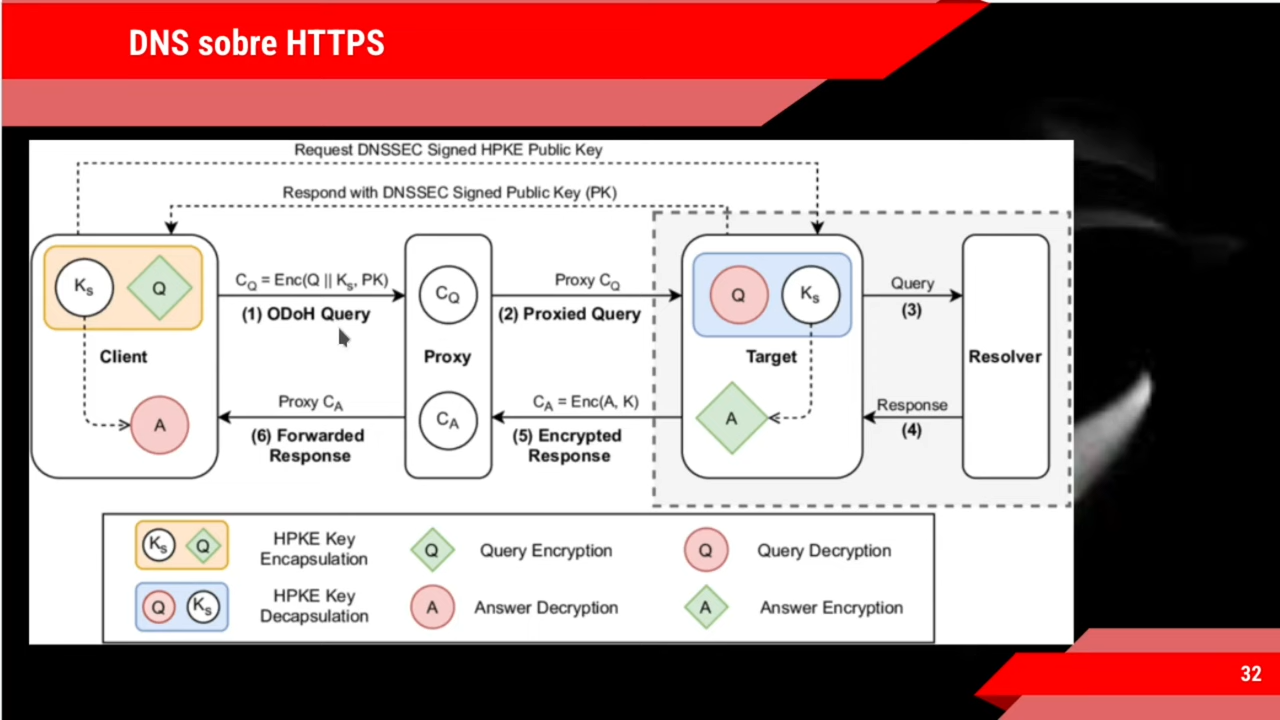 DNS sobre HTTPS
Request DNSSEC Signed HPKE Public Key
Respond with DNSSEC Signed Public Key (PK)
Ks
Q
Client
A
CQ = Enc(Q || Ks, PK)
(1) ODoH Query
Proxy CA
(6) Forwarded
Response
CQ
Proxy
CA
Proxy CQ
(2) Proxied Query
CA = Enc(A, K)
(5) Encrypted
Response
Q
Ks
Target
A
Query
(3)
Response
(4)
Resolver
Ks
Q
HPKE Key
Encapsulation
Q
Query Encryption
Q
Query Decryption
Q
Ks
HPKE Key
Decapsulation
A
Answer Decryption
A
Answer Encryption
32